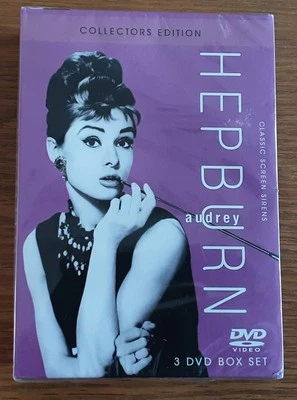 COLLECTORS EDITION
HEPBURN
audrey
CLASSIC SCREEN SIRENS
DVD
VIDEO
3 DVD BOX SET